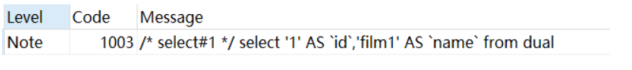 Level Code Message
Note 1003 /* select#1 */ select '1' AS `id`,'film1' AS `name` from dual